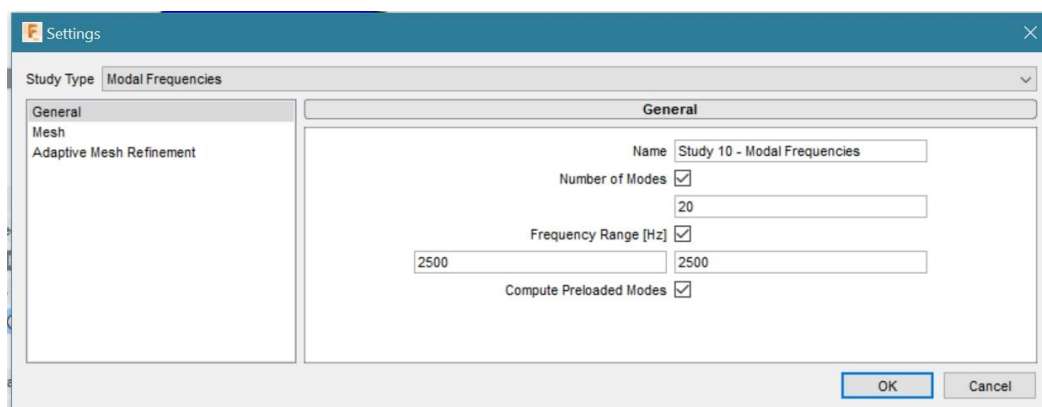 Settings
Study Type Modal Frequencies
General
Mesh
Adaptive Mesh Refinement
General
Name Study 10 - Modal Frequencies
Number of Modes
20
Frequency Range [Hz]
2500 2500
Compute Preloaded Modes
OK Cancel